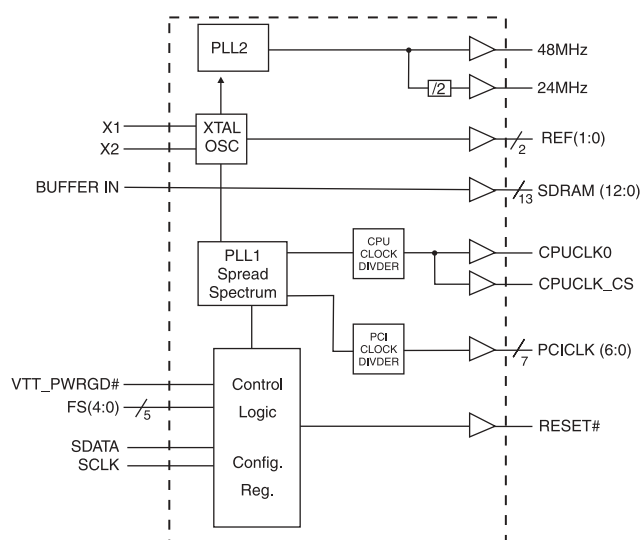 PLL2
48MHz
/2
24MHz
X1
X2
XTAL
OSC
REF(1:0)
2
BUFFER IN
SDRAM (12:0)
13
PLL1
Spread
Spectrum
CPU
CLOCK
DIVDER
CPUCLK0
CPUCLK_CS
PCI
CLOCK
DIVDER
PCICLK (6:0)
7
VTT_PWRGD#
FS(4:0)
5
SDATA
SCLK
Control
Logic
Config.
Reg.
RESET#